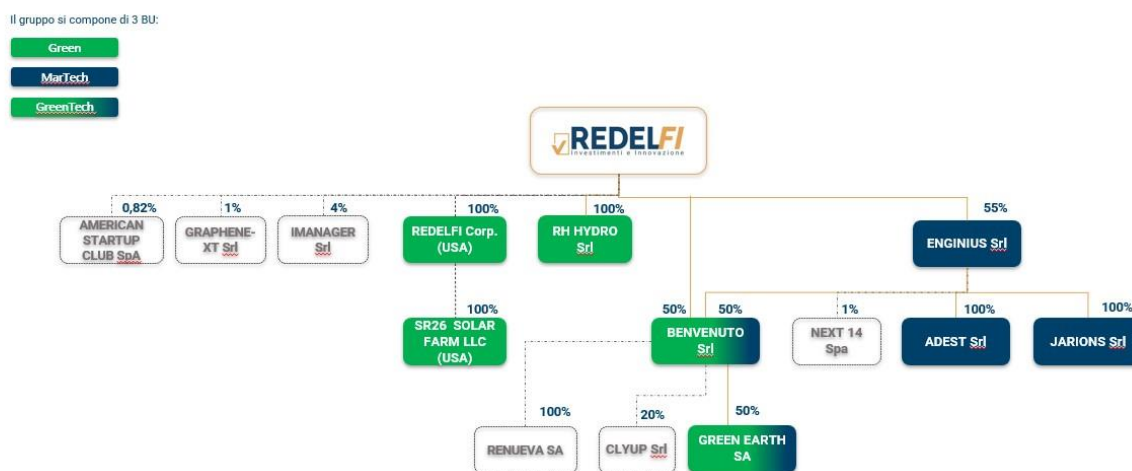 Il gruppo si compone di 3 BU:
Green
MarTech
GreenTech
REDELFI
Investimenti e Innovazione
0,82%
1%
4%
100%
100%
55%
AMERICAN
STARTUP
CLUB SpA
GRAPHENE-
XT Srl
IMANAGER
Srl
REDELFI Corp.
(USA)
RH HYDRO
Srl
ENGINIUS Srl
100%
50%
50%
1%
100%
100%
SR26 SOLAR
FARM LLC
(USA)
BENVENUTO
Srl
NEXT 14
Spa
ADEST Srl
JARIONS Srl
100%
20%
50%
RENUEVA SA
CLYUP Srl
GREEN EARTH
SA